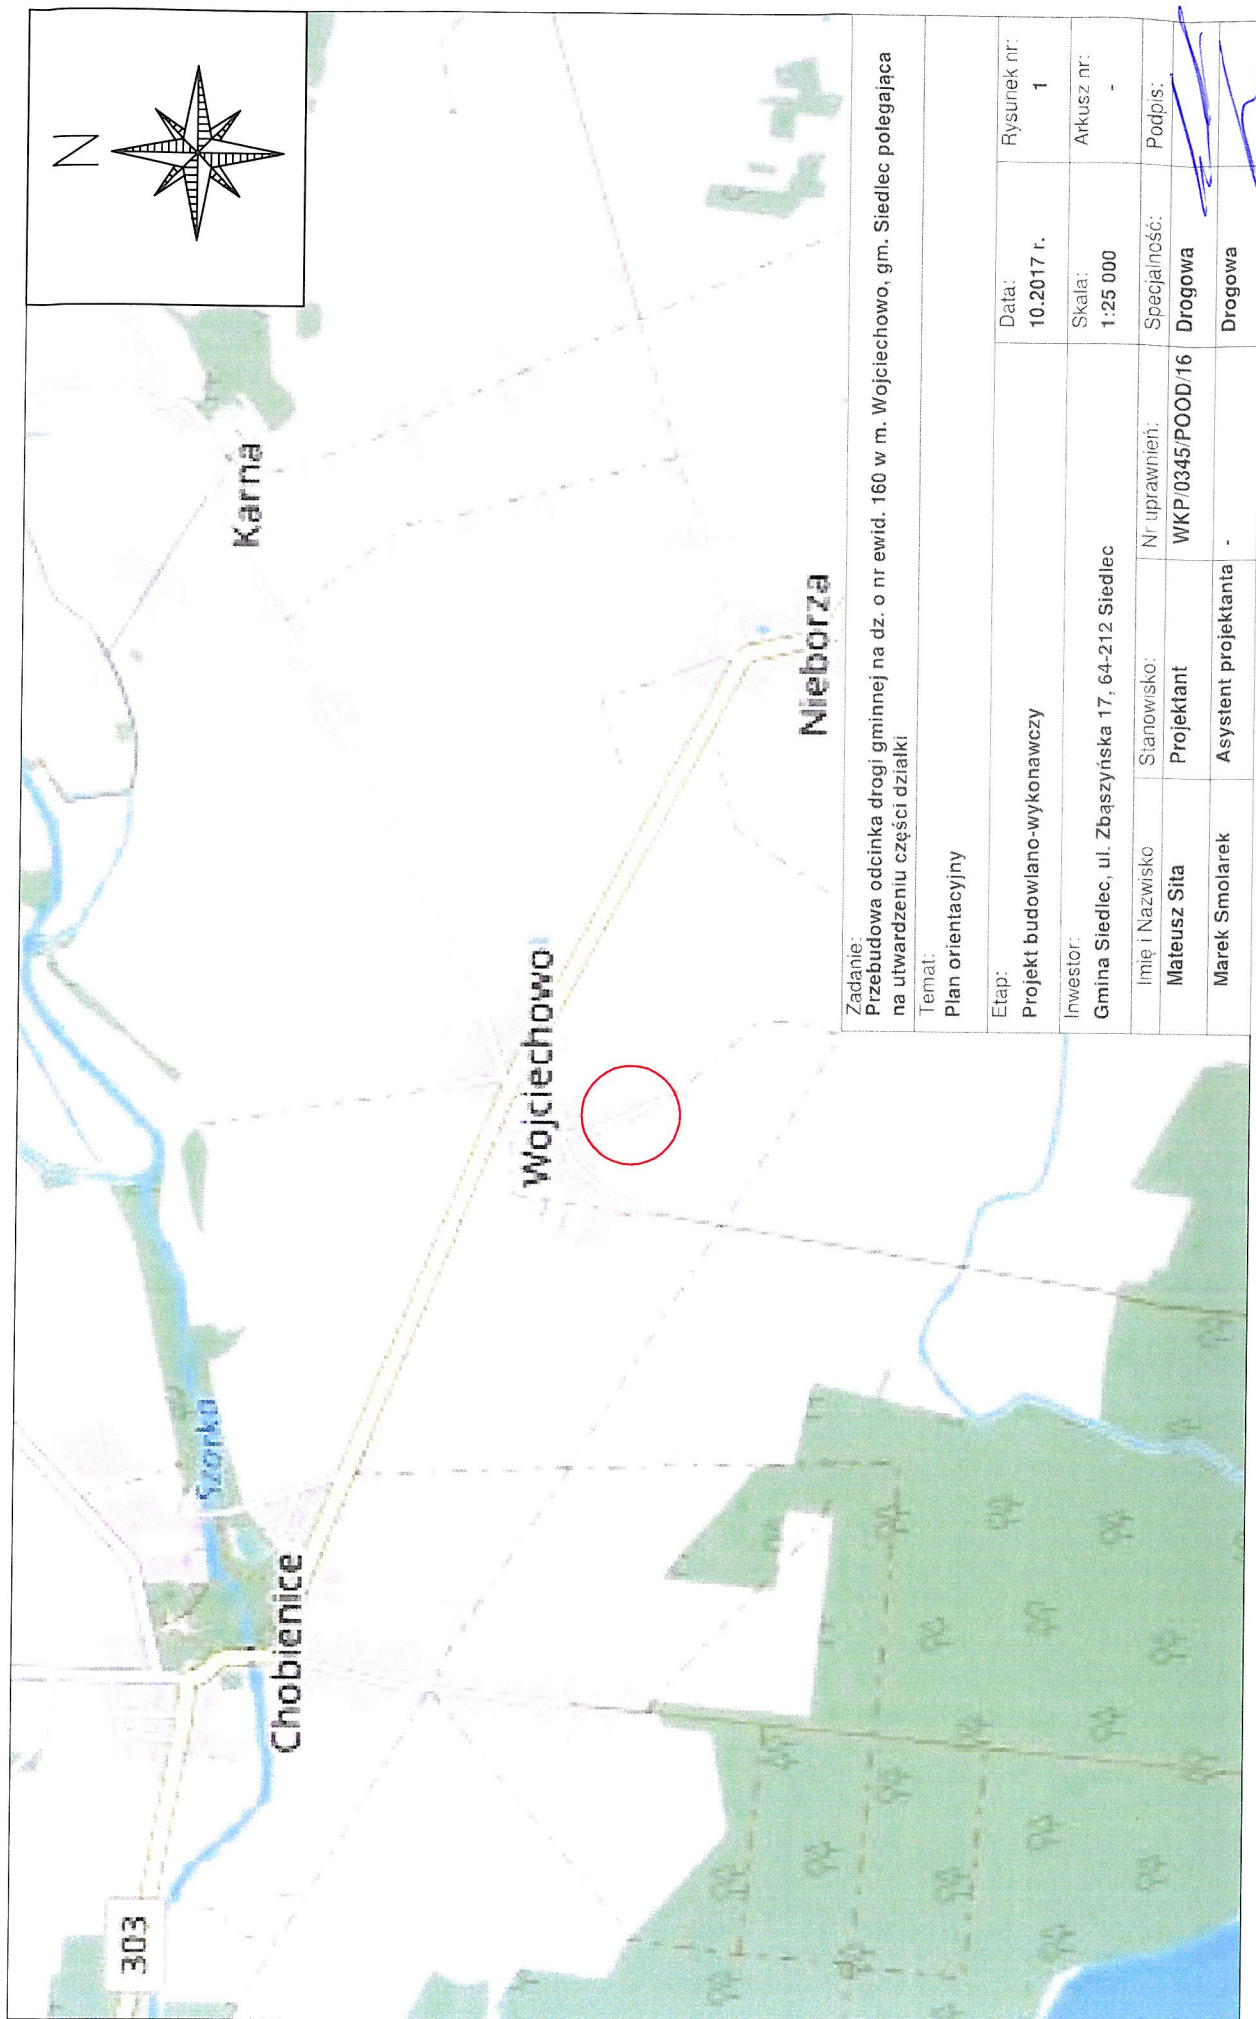 N
303
Chobienice
Szarka
Karna
Wojciechowo
Nieborza
Zadanie:
Przebudowa odcinka drogi gminnej na dz. o nr ewid. 160 w m. Wojciechowo, gm. Siedlec polegająca
na utwardzeniu części działki
Temat:
Plan orientacyjny
Etap:
Projekt budowlano-wykonawczy
Data:
10.2017 r.
Rysunek nr:
1
Inwestor:
Gmina Siedlec, ul. Zbąszyńska 17, 64-212 Siedlec
Skala:
1:25 000
Arkusz nr:
-
Imię i Nazwisko Stanowisko: Nr uprawnień: Specjalność: Podpis:
Mateusz Sita Projektant WKP/0345/POOD/16 Drogowa
Marek Smolarek Asystent projektanta - Drogowa